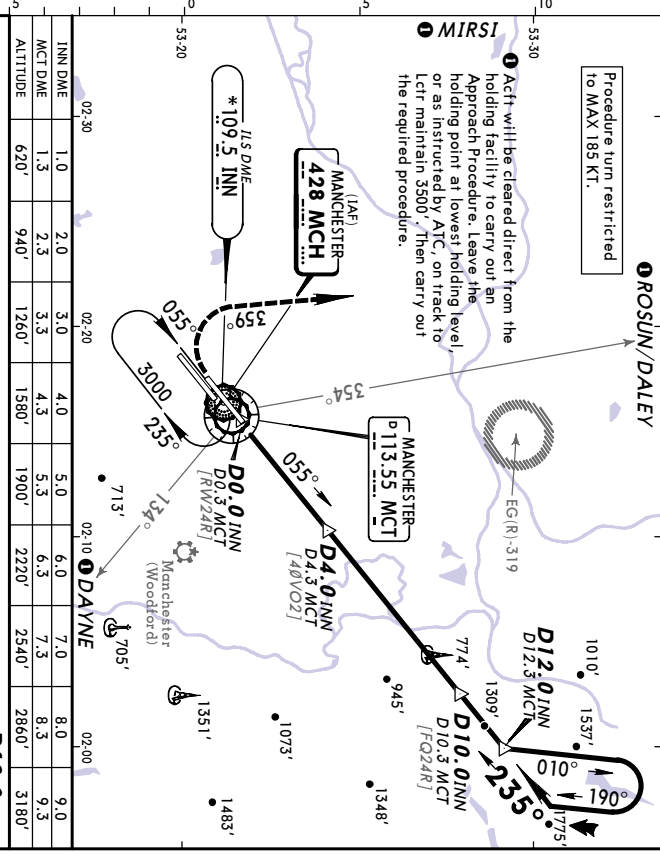 Procedure turn restricted
to MAX 185 KT.
❶ ROSUN/DALEY
❶ MIRSI
❶ Acft will be cleared direct from the
holding facility to carry out an
Approach Procedure. Leave the
holding point at lowest holding level,
or as instructed by ATC, on track to
Lctr maintain 3500'. Then carry out
the required procedure.
5
0
5
10
53-20
53-30
02-30
02-20
02-10
02-00
ILS DME
*109.5 INN
(IAF)
MANCHESTER
428 MCH
MANCHESTER
D 113.55 MCT
EG(R)-319
354°
359°
055°
3000
235°
134°
055°
D0.0 INN
D0.3 MCT
[RW24R]
D4.0 INN
D4.3 MCT
[40VO2]
D10.0 INN
D10.3 MCT
[FQ24R]
D12.0 INN
D12.3 MCT
010°
190°
235°
1010'
1537'
1775'
774'
1309'
945'
1348'
1073'
1483'
1351'
705'
713'
Manchester
(Woodford)
❶ DAYNE
INN DME 1.0 2.0 3.0 4.0 5.0 6.0 7.0 8.0 9.0
MCT DME 1.3 2.3 3.3 4.3 5.3 6.3 7.3 8.3 9.3
ALTITUDE 620' 940' 1260' 1580' 1900' 2220' 2540' 2860' 3180'